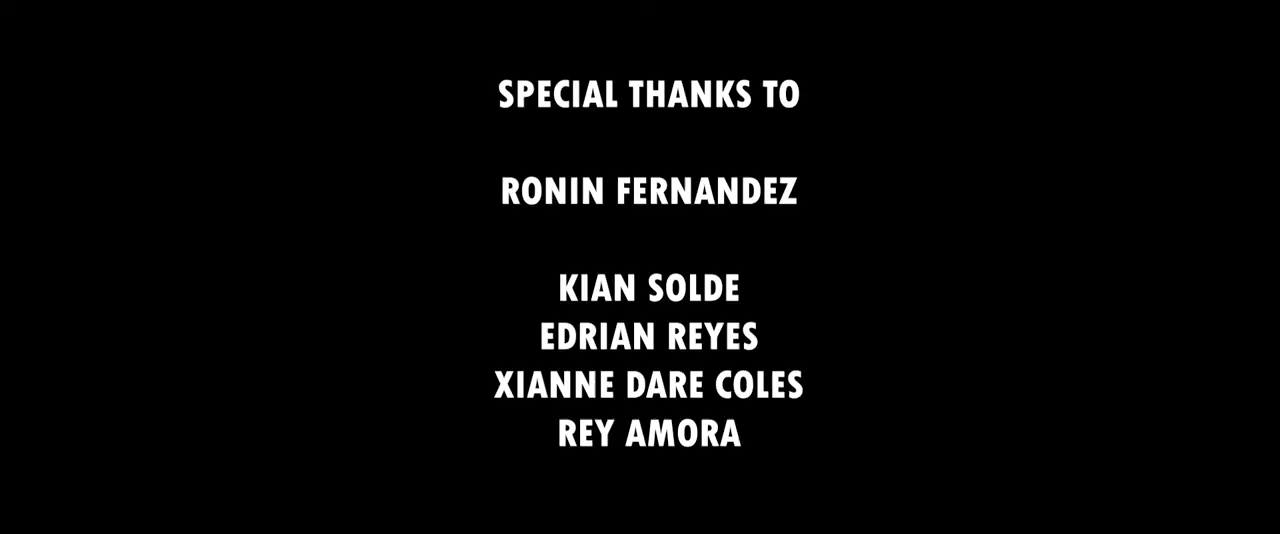 SPECIAL THANKS TO
RONIN FERNANDEZ
KIAN SOLDE
EDRIAN REYES
XIANNE DARE COLES
REY AMORA